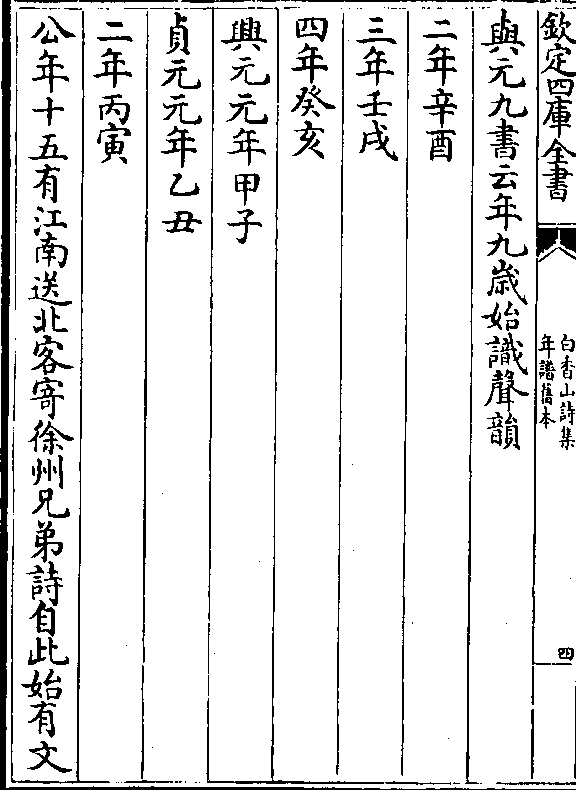 欽定四庫全書
白香山詩集
年譜舊本
四
與元九書云年九歲始識聲韻
二年辛酉
三年壬戌
四年癸亥
興元元年甲子
貞元元年乙丑
二年丙寅
公年十五有江南送北客寄徐州兄弟詩自此始有文